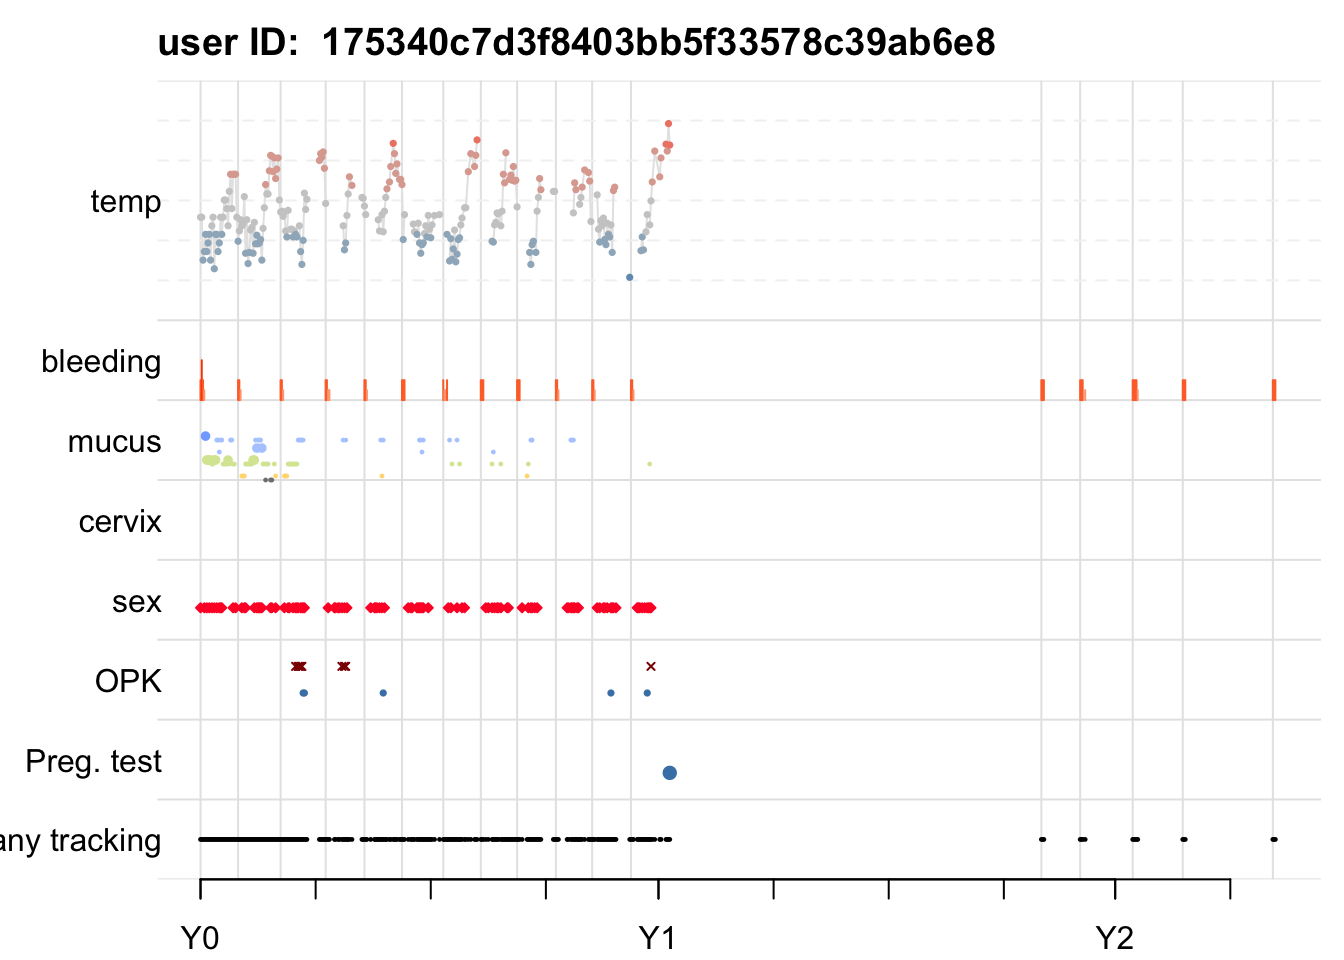 user ID:  175340c7d3f8403bb5f33578c39ab6e8
temp
bleeding
mucus
cervix
sex
OPK
Preg. test
any tracking
Y0 Y1 Y2